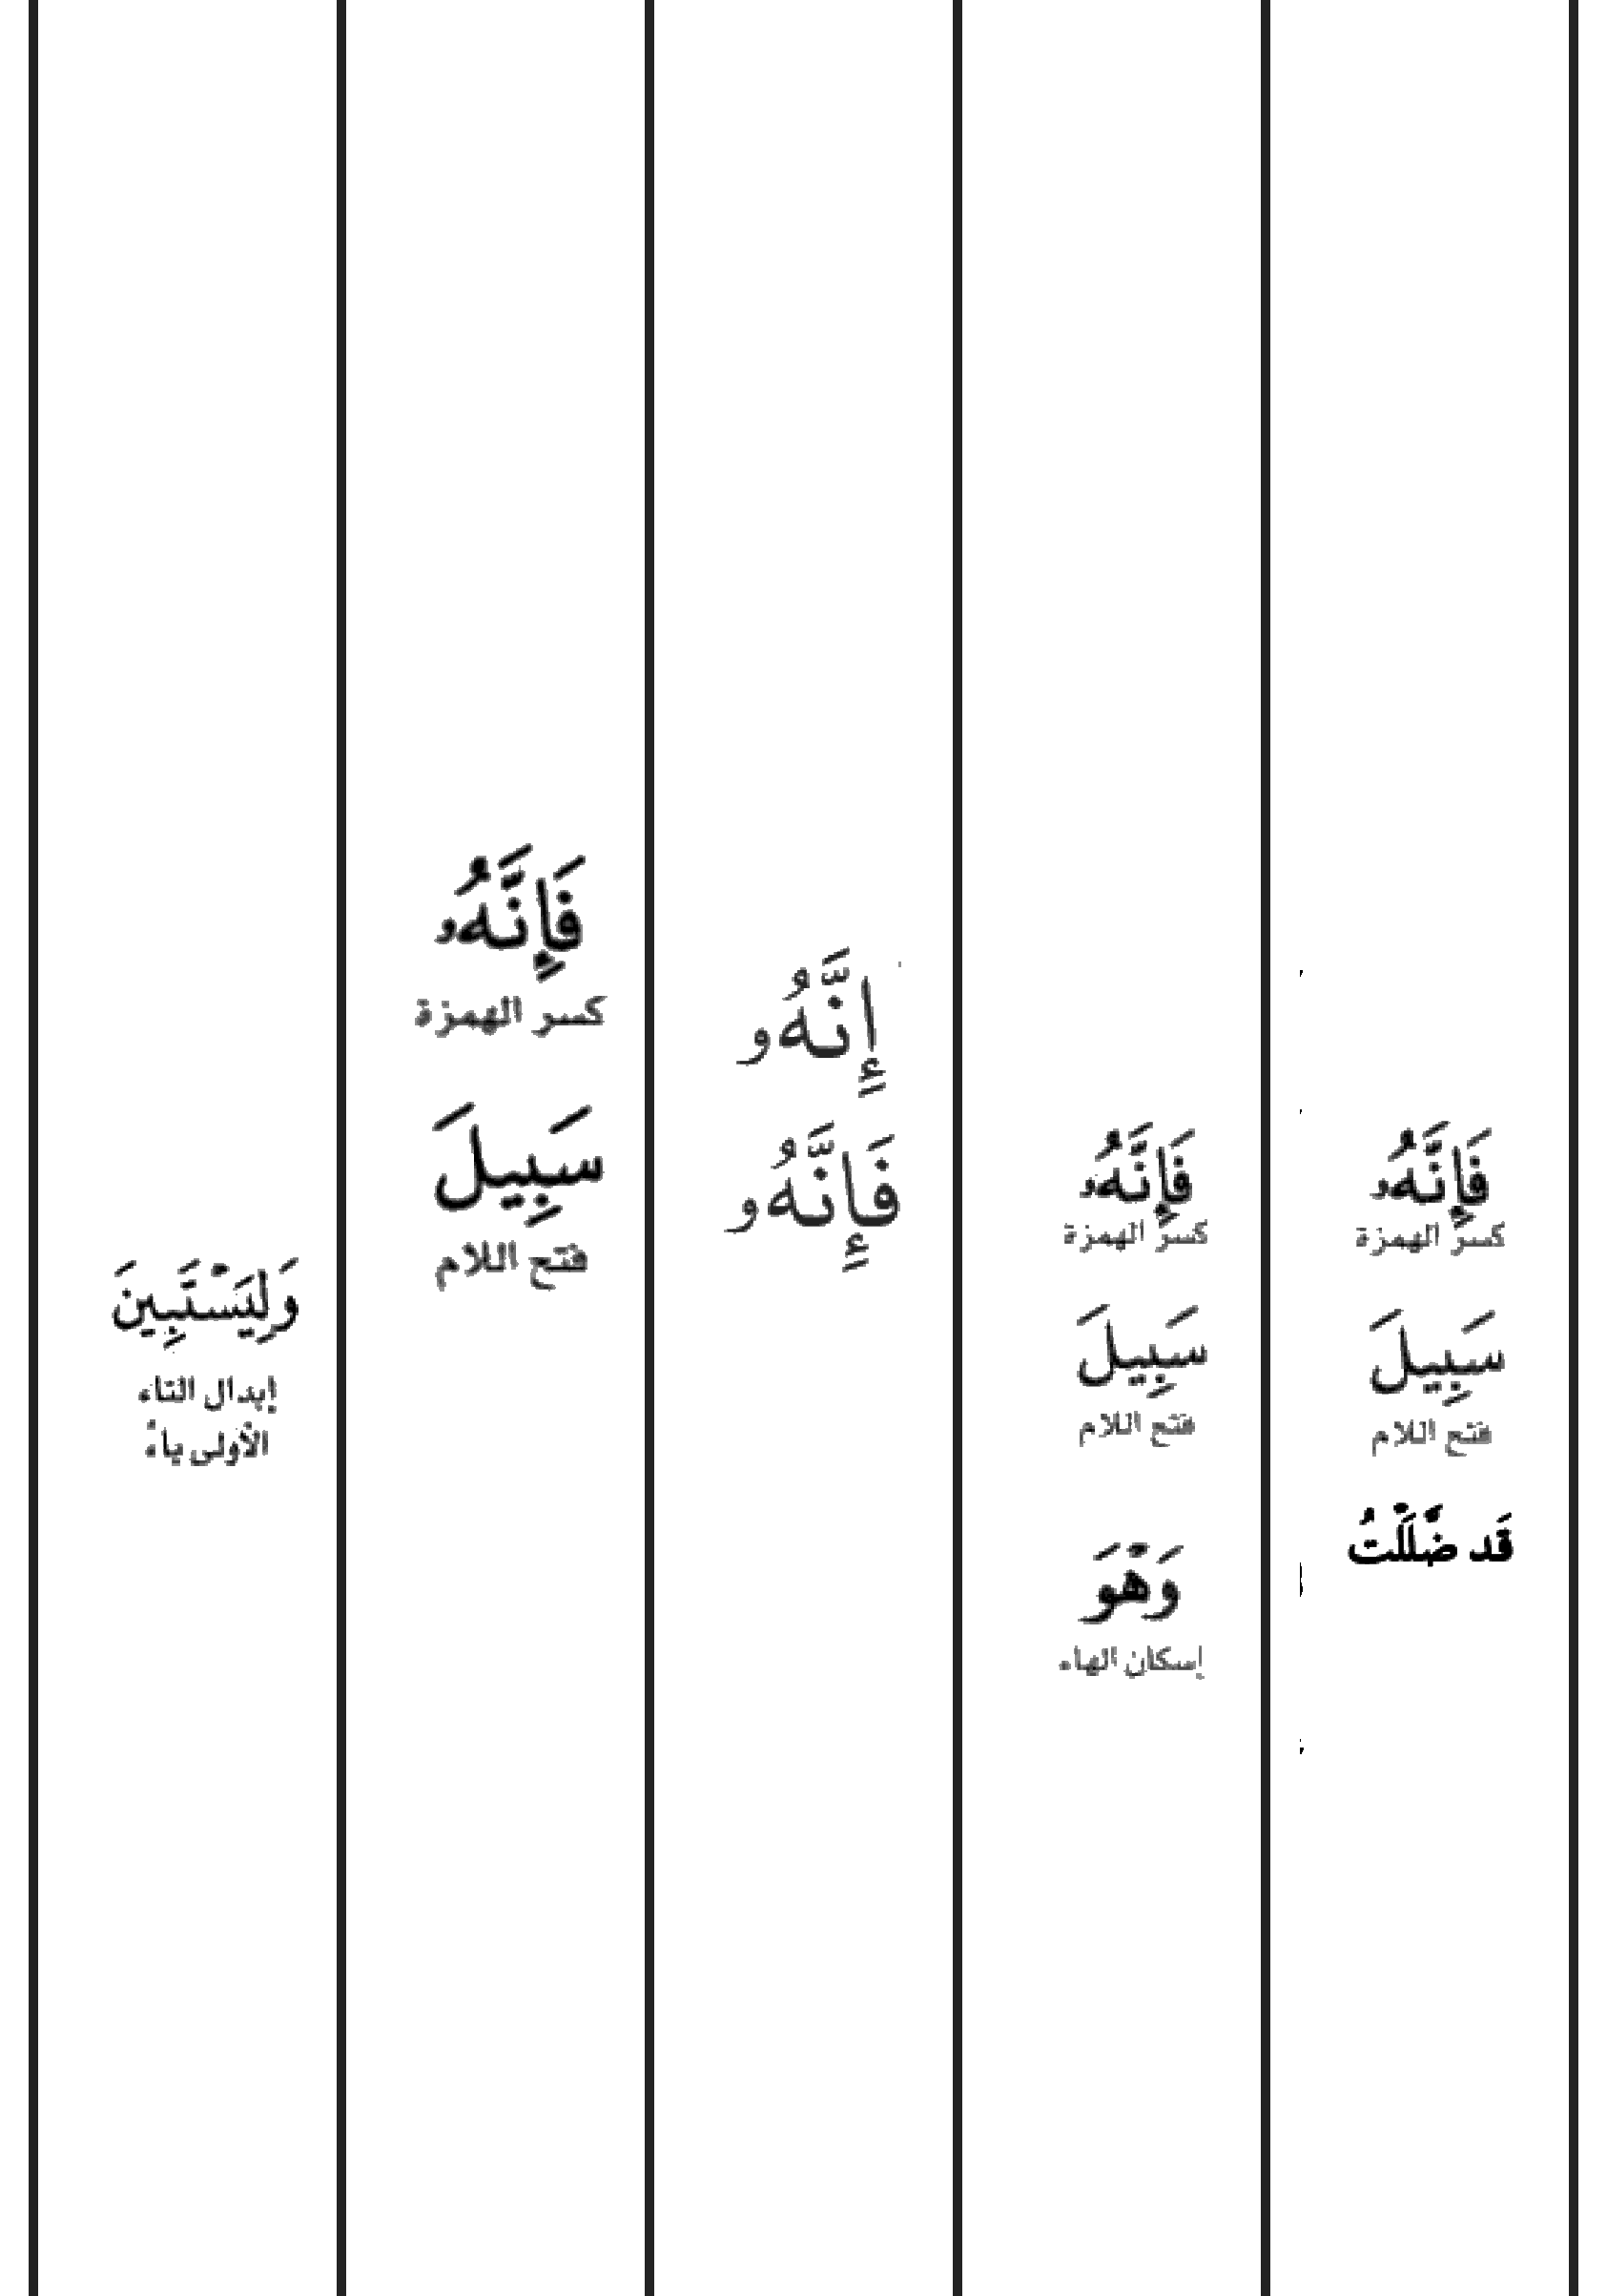 فَإِنَّهُۥ
كسر الهمزة
سَبِيلَ
فتح اللام
قَد ضَّلَلْتُ
فَإِنَّهُۥ
كسر الهمزة
سَبِيلَ
فتح اللام
وَهْوَ
إسكان الهاء
إِنَّهُۥ
فَإِنَّهُۥ
فَإِنَّهُۥ
كسر الهمزة
سَبِيلَ
فتح اللام
وَلِيَسْتَبِينَ
إبدال التاء
الأولى ياءً